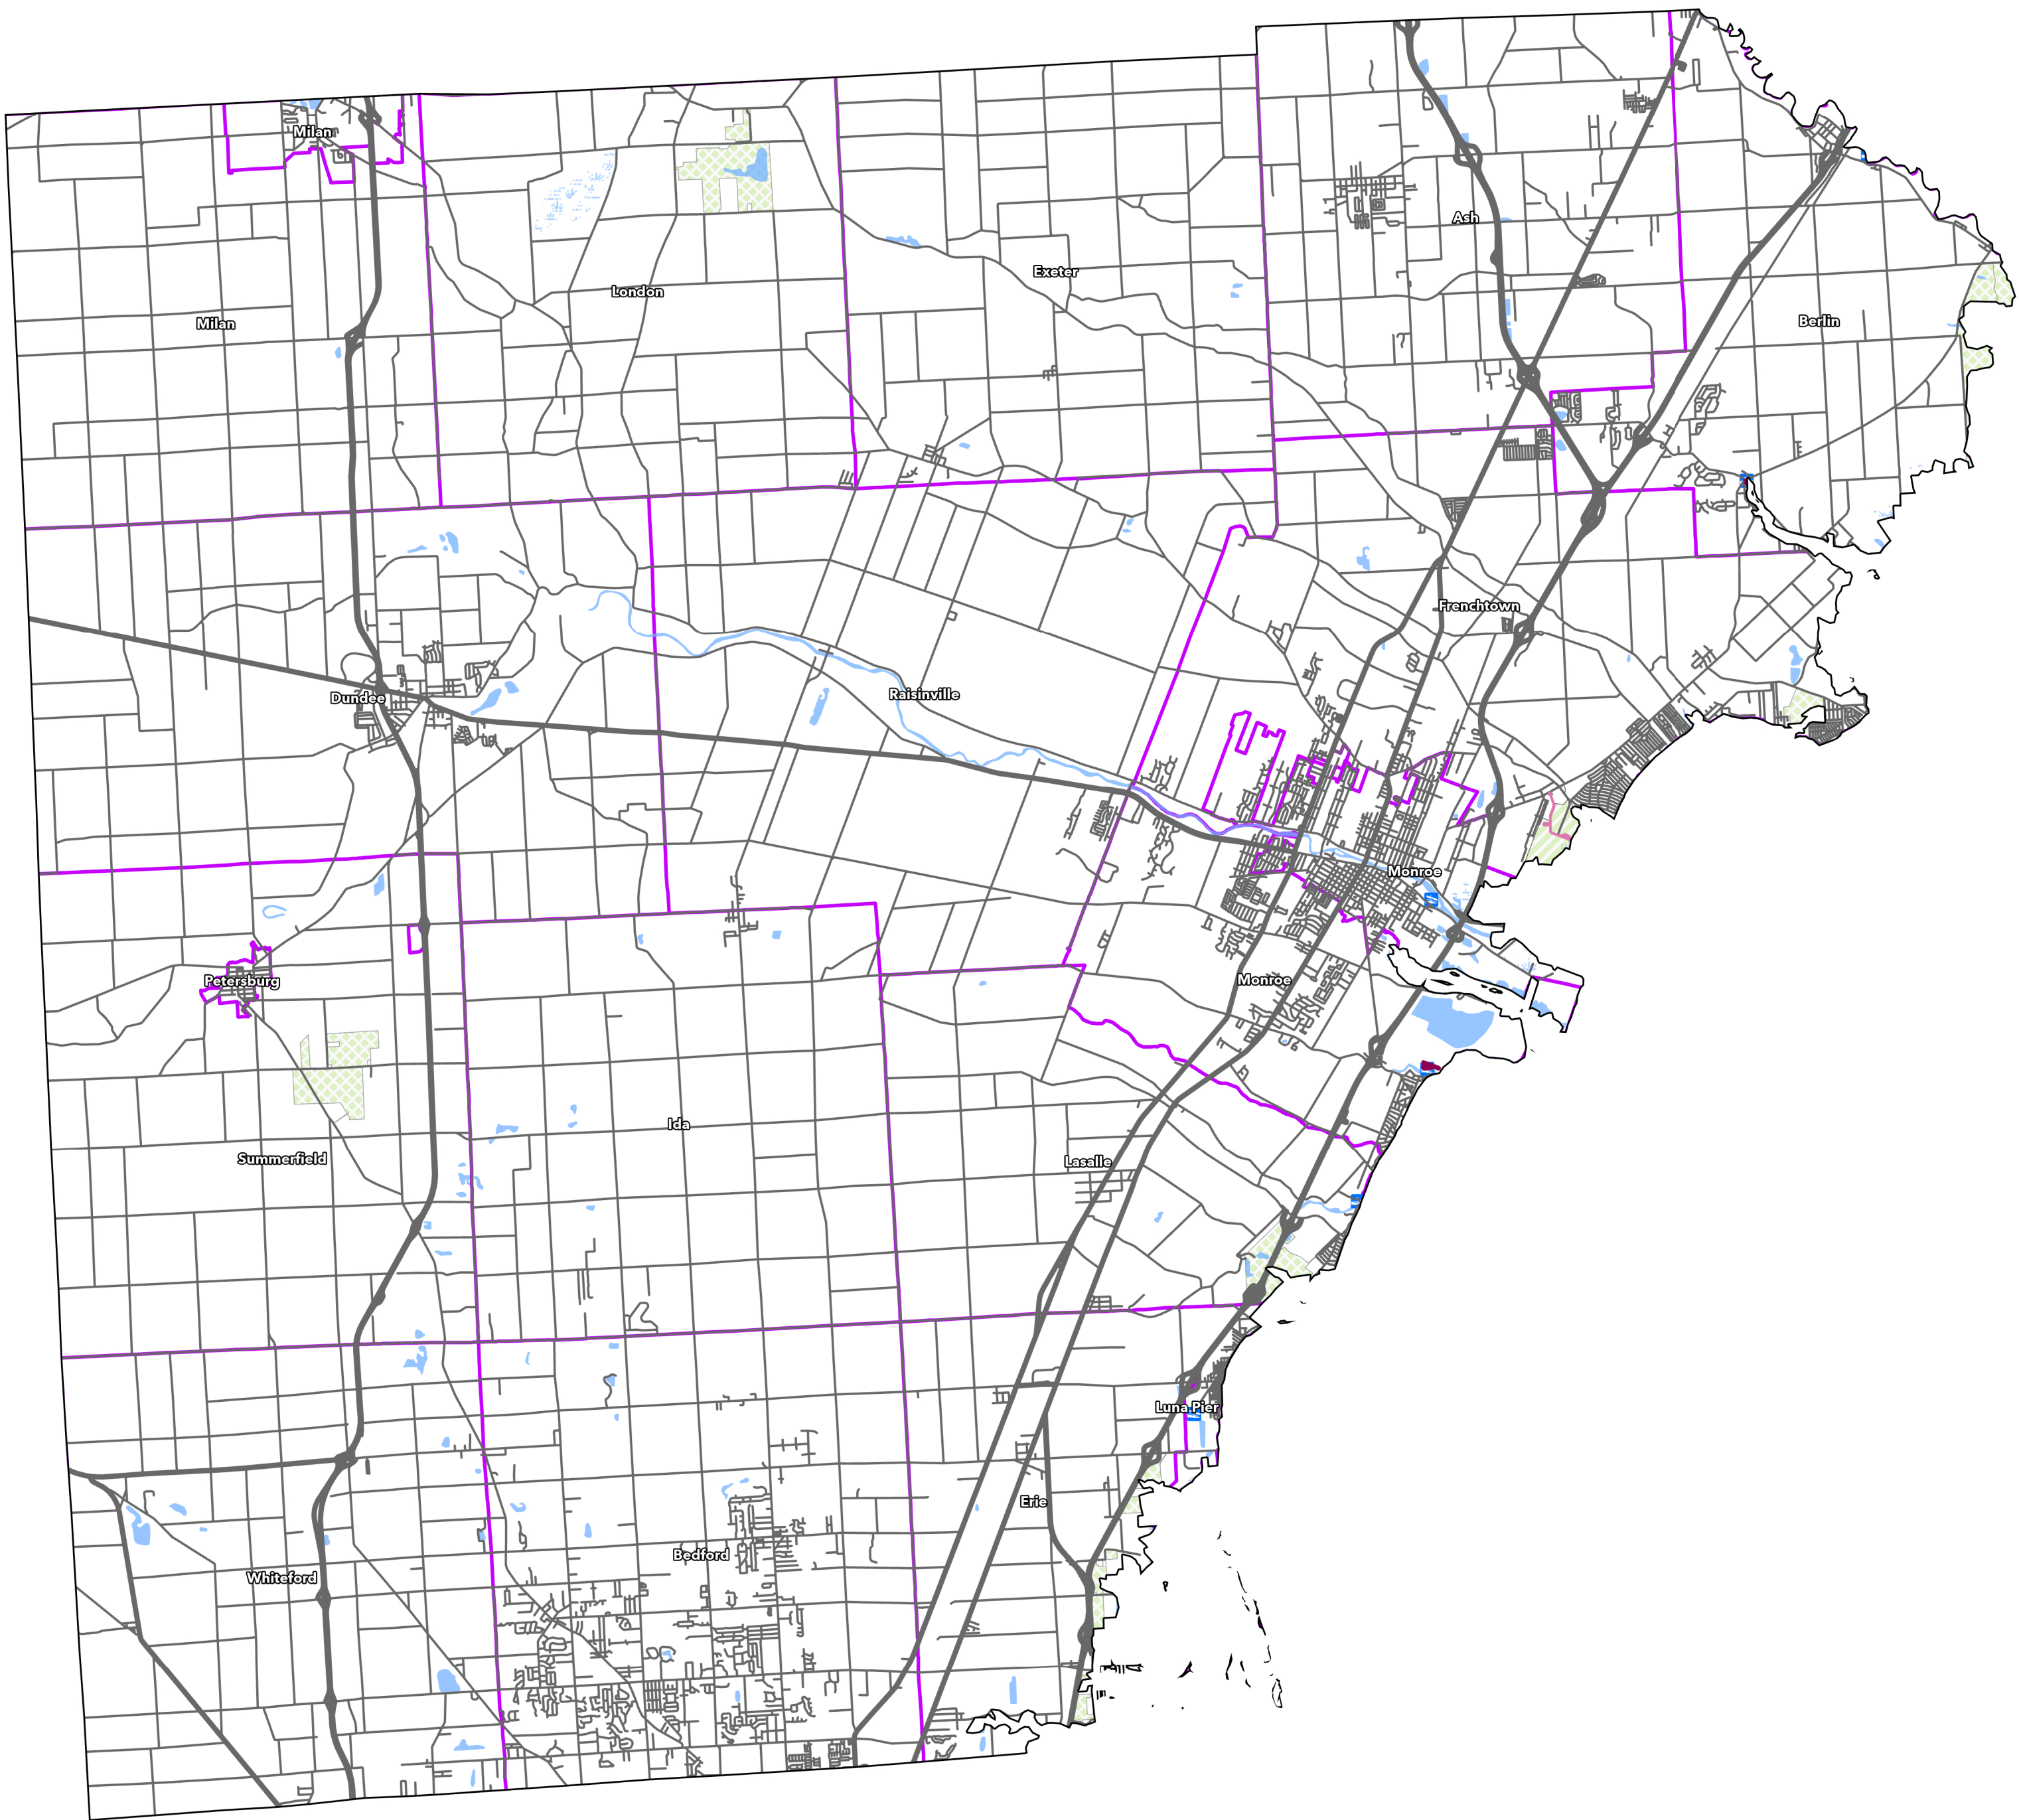 Milan
Ash
Exeter
London
Milan
Berlin
Frenchtown
Raisinville
Dundee
Monroe
Petersburg
Monroe
Ida
Summerfield
Lasalle
Luna Pier
Erie
Bedford
Whiteford